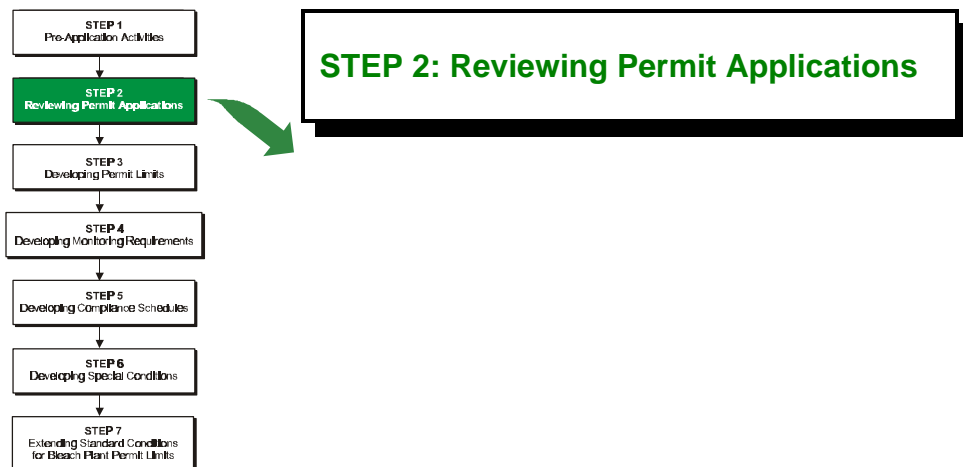 STEP 1
Pre-Application Activities
STEP 2
Reviewing Permit Applications
STEP 3
Developing Permit Limits
STEP 4
Developing Monitoring Requirements
STEP 5
Developing Compliance Schedules
STEP 6
Developing Special Conditions
STEP 7
Extending Standard Conditions
for Bleach Plant Permit Limits
STEP 2: Reviewing Permit Applications